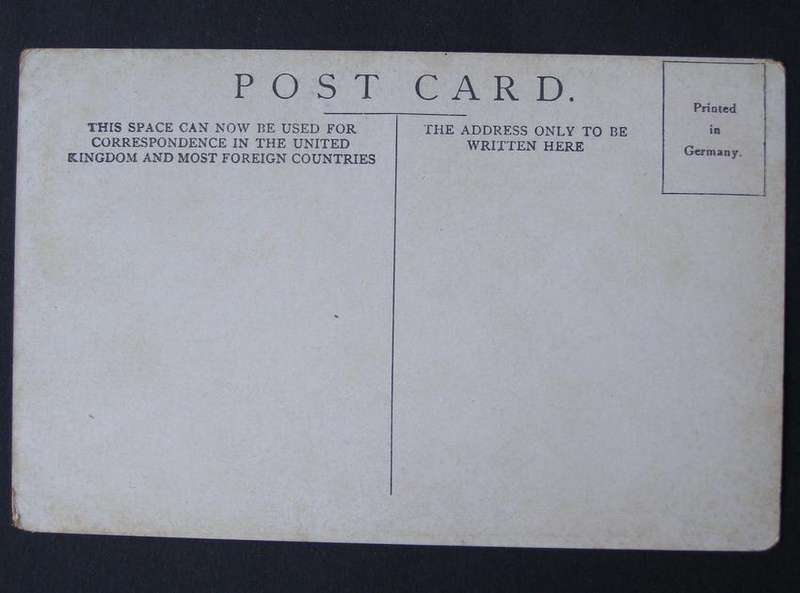 POST CARD.
THIS SPACE CAN NOW BE USED FOR
CORRESPONDENCE IN THE UNITED
KINGDOM AND MOST FOREIGN COUNTRIES
THE ADDRESS ONLY TO BE
WRITTEN HERE
Printed
in
Germany.